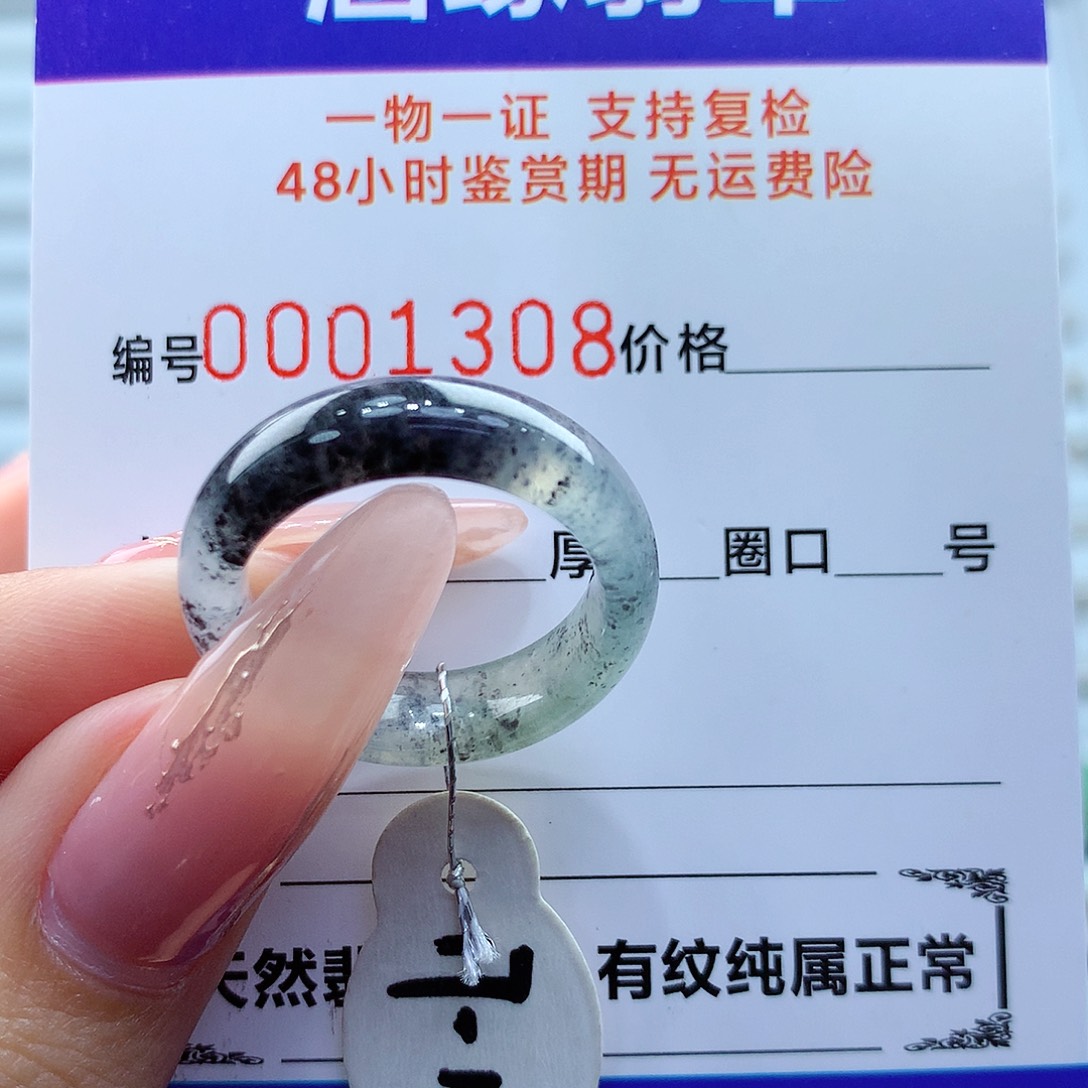 一物一证 支持复检
48小时鉴赏期 无运费险
编号0001308价格
厚 圈口 号
天然翡 有纹纯属正常